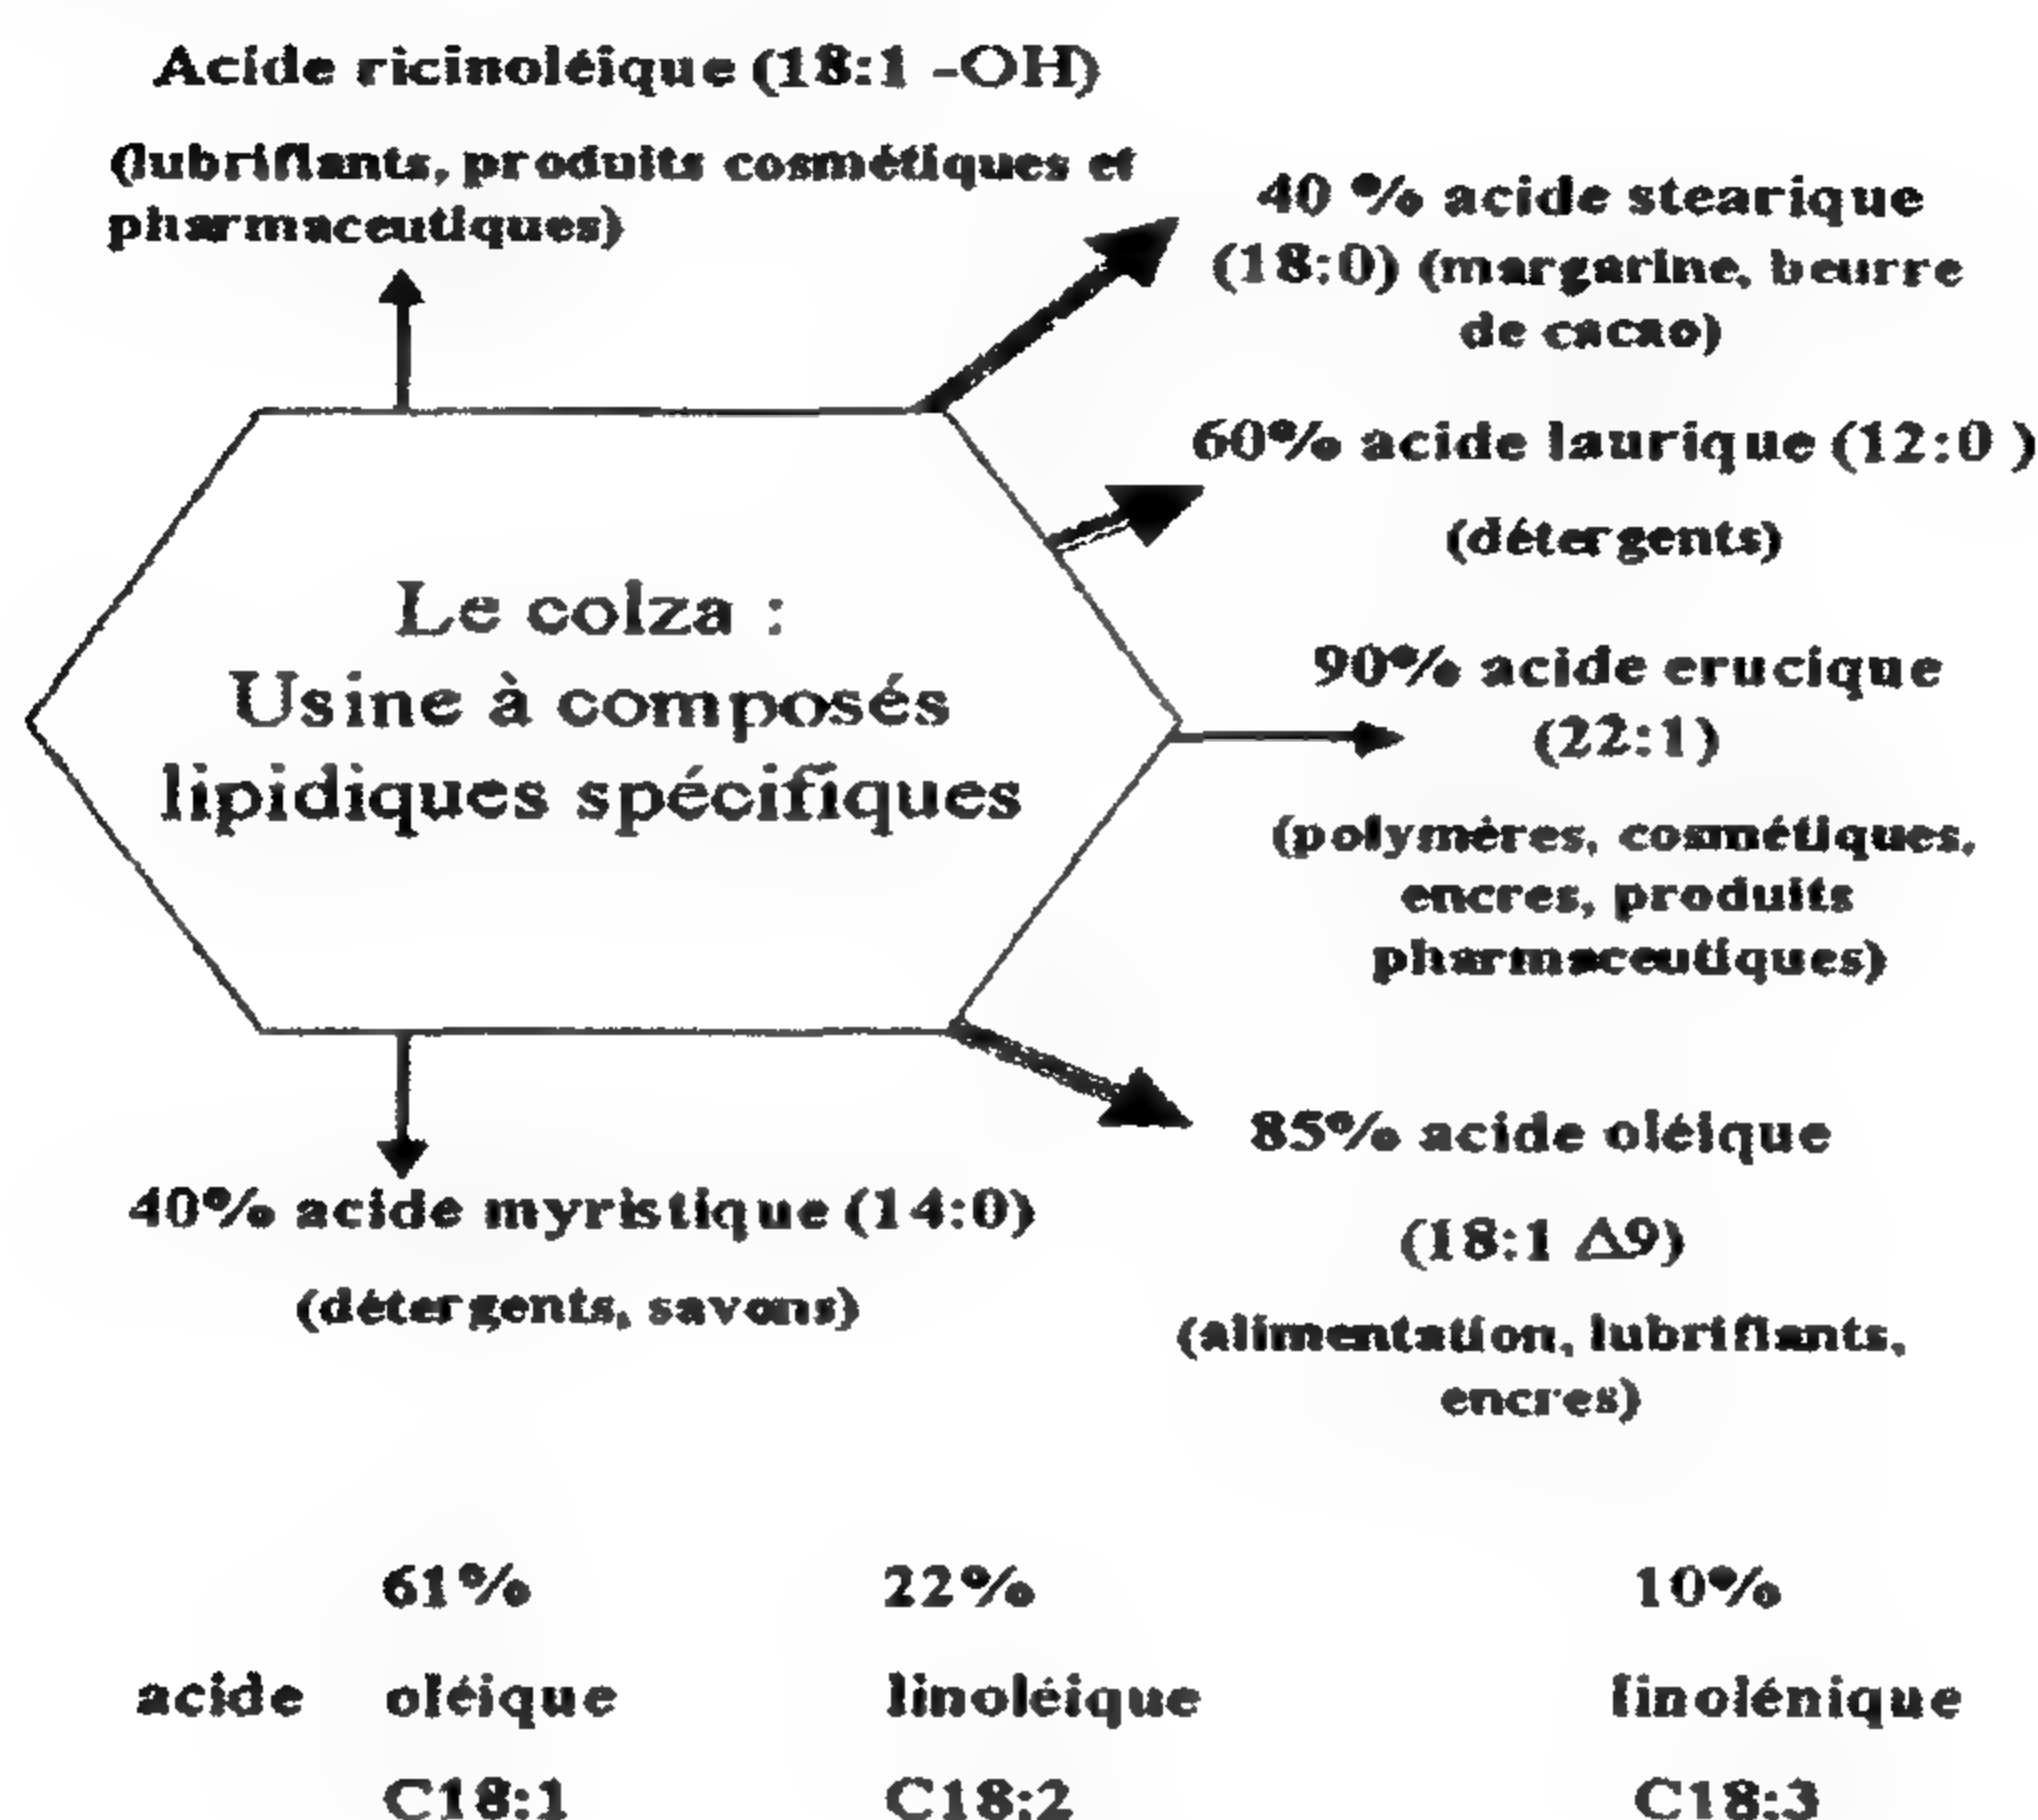 Acide ricinoléique (18:1 -OH)
(lubrifiants, produits cosmétiques et
pharmaceutiques)
40 % acide stearique
(18:0) (margarine, beurre
de cacao)
60% acide laurique (12:0 )
(détergents)
Le colza :
Usine à composés
lipidiques spécifiques
90% acide erucique
(22:1)
(polymères, cosmétiques,
encres, produits
pharmaceutiques)
85% acide oléique
(18:1 Δ9)
(alimentation, lubrifiants,
encres)
40% acide myristique (14:0)
(détergents, savons)
61% 22% 10%
acide oléique linoléique linolénique
C18:1 C18:2 C18:3